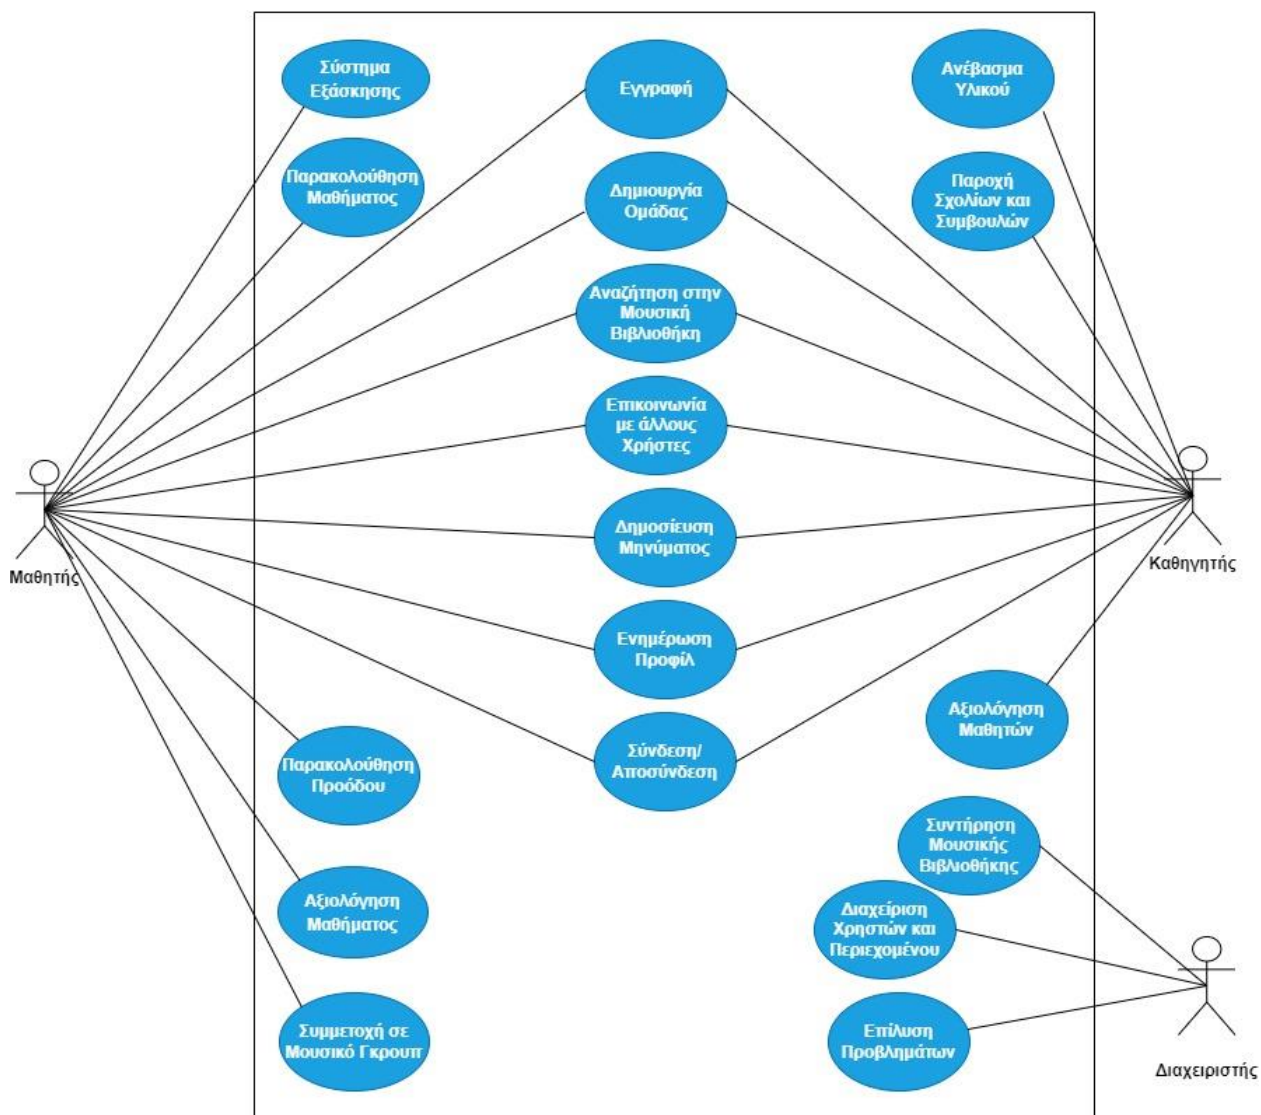 Σύστημα
Εξάσκησης
Παρακολούθηση
Μαθήματος
Εγγραφή
Δημιουργία
Ομάδας
Αναζήτηση στην
Μουσική
Βιβλιοθήκη
Επικοινωνία
με άλλους
Χρήστες
Δημοσίευση
Μηνύματος
Ενημέρωση
Προφίλ
Σύνδεση/
Αποσύνδεση
Ανέβασμα
Υλικού
Παροχή
Σχολίων και
Συμβουλών
Μαθητής
Καθηγητής
Αξιολόγηση
Μαθητών
Παρακολούθηση
Προόδου
Αξιολόγηση
Μαθήματος
Συμμετοχή σε
Μουσικό Γκρουπ
Συντήρηση
Μουσικής
Βιβλιοθήκης
Διαχείριση
Χρηστών και
Περιεχομένου
Επίλυση
Προβλημάτων
Διαχειριστής